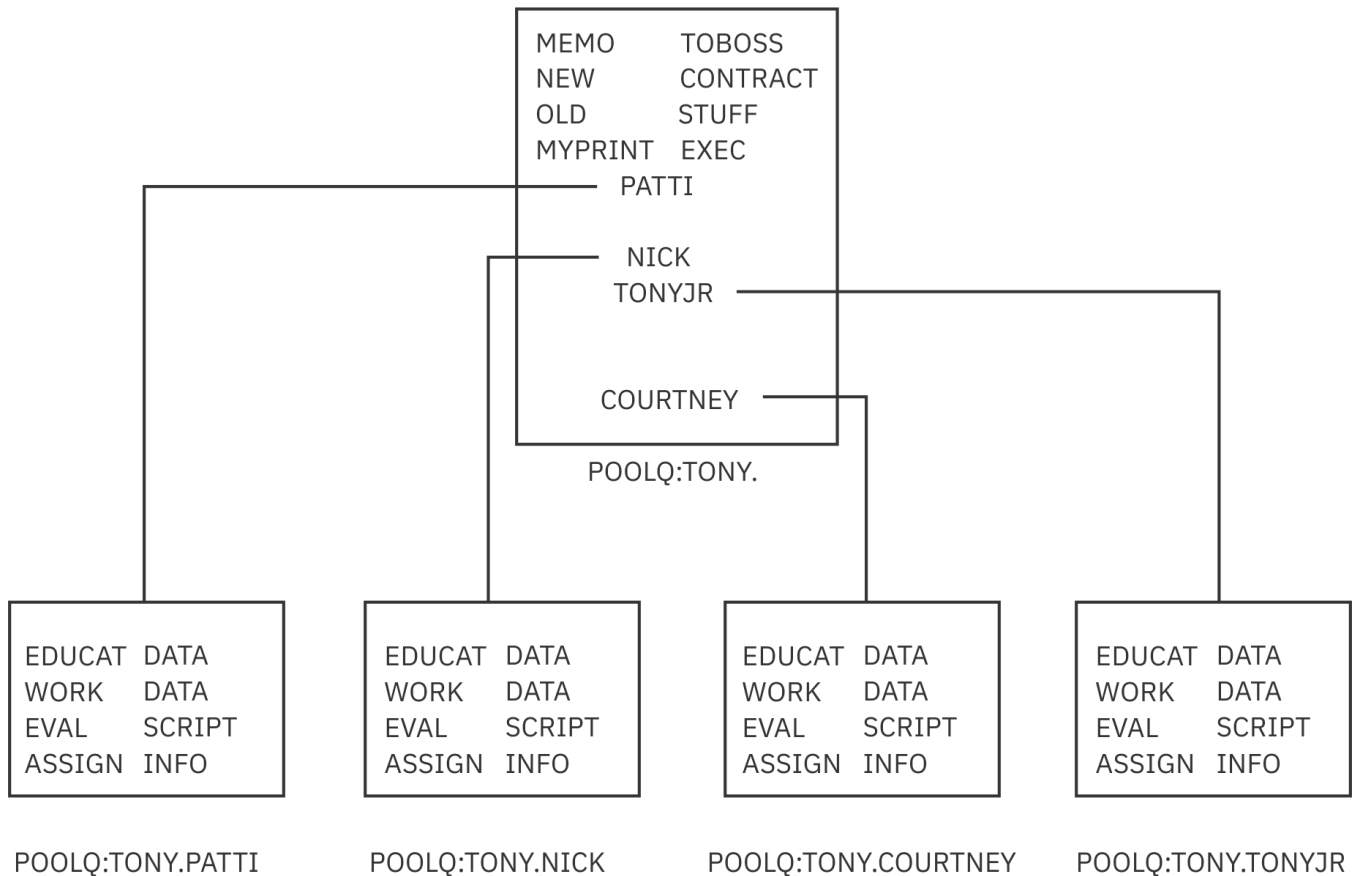 MEMO TOBOSS
NEW CONTRACT
OLD STUFF
MYPRINT EXEC
PATTI
NICK
TONYJR
COURTNEY
POOLQ:TONY.
EDUCAT DATA
WORK DATA
EVAL SCRIPT
ASSIGN INFO
POOLQ:TONY.PATTI
EDUCAT DATA
WORK DATA
EVAL SCRIPT
ASSIGN INFO
POOLQ:TONY.NICK
EDUCAT DATA
WORK DATA
EVAL SCRIPT
ASSIGN INFO
POOLQ:TONY.COURTNEY
EDUCAT DATA
WORK DATA
EVAL SCRIPT
ASSIGN INFO
POOLQ:TONY.TONYJR